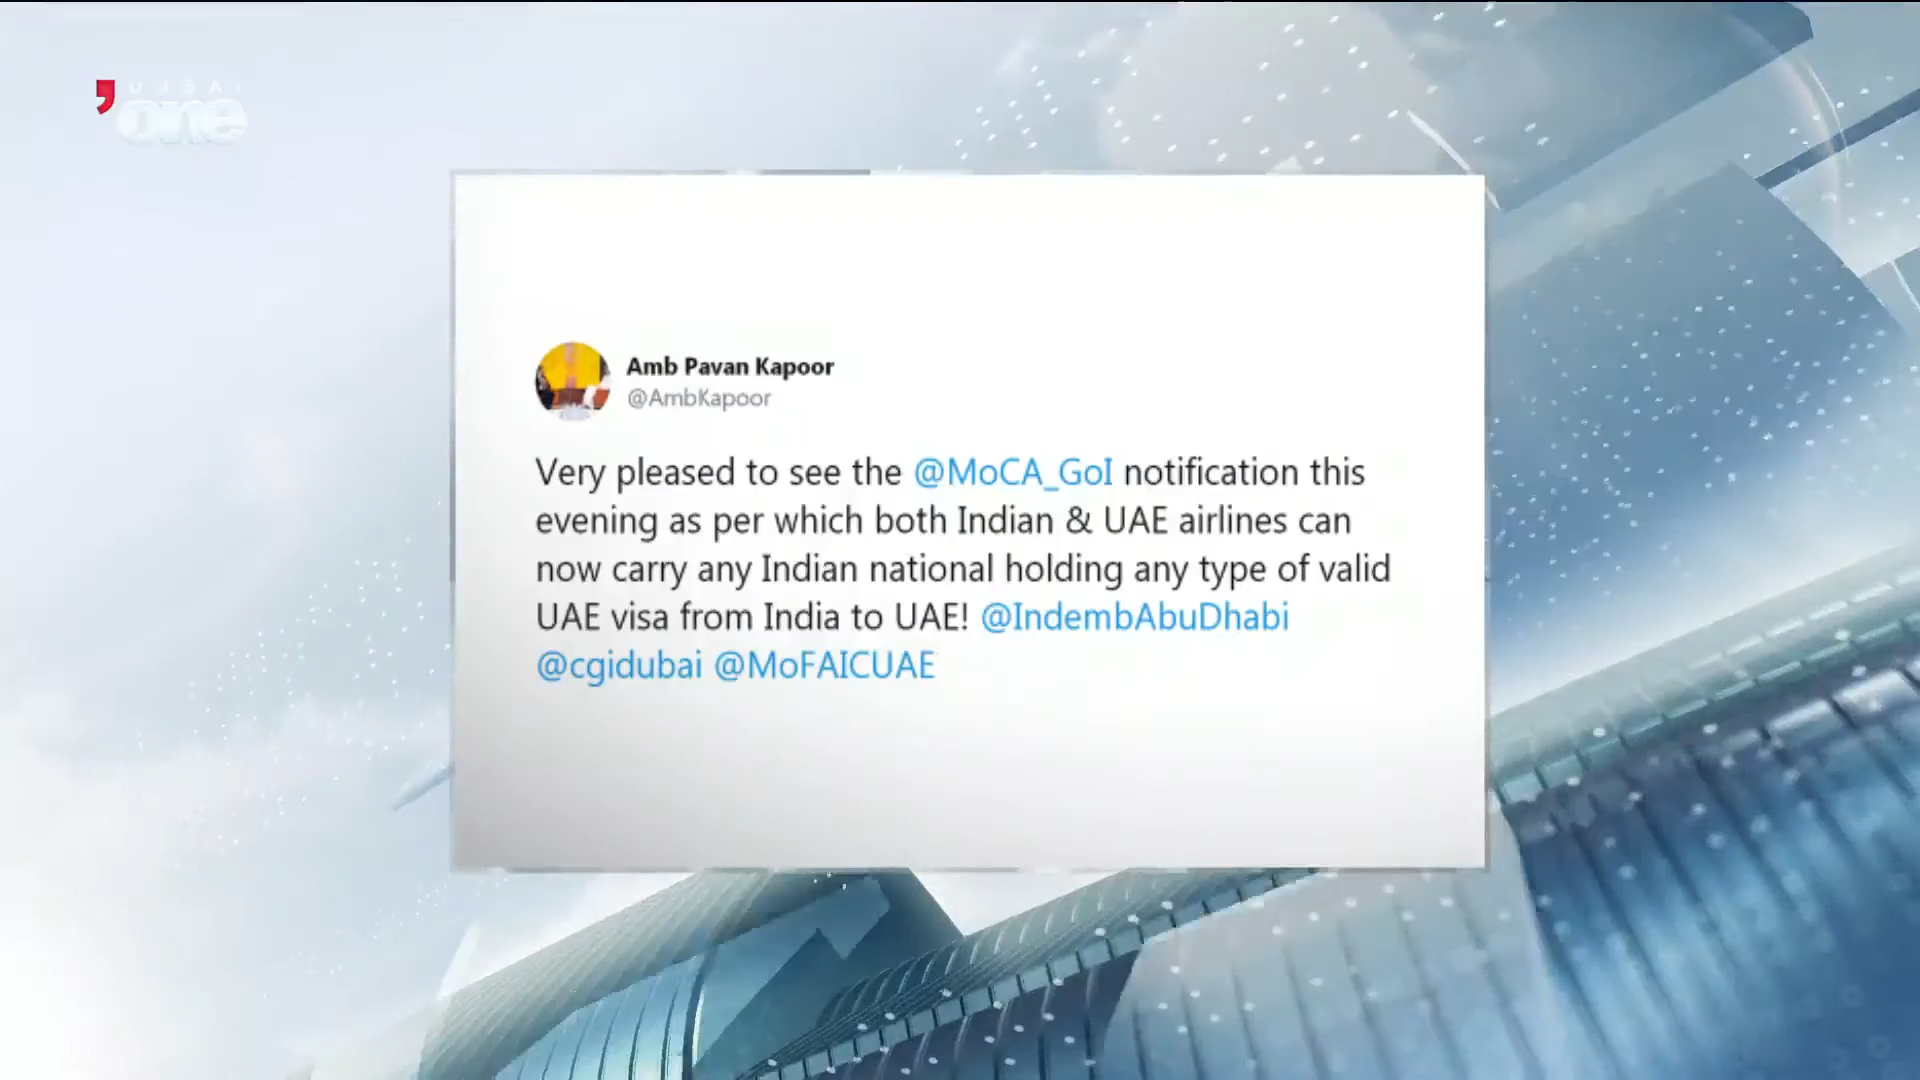 DUBAI
one
Amb Pavan Kapoor
@AmbKapoor
Very pleased to see the @MoCA_GoI notification this
evening as per which both Indian & UAE airlines can
now carry any Indian national holding any type of valid
UAE visa from India to UAE! @IndembAbuDhabi
@cgidubai @MoFAICUAE